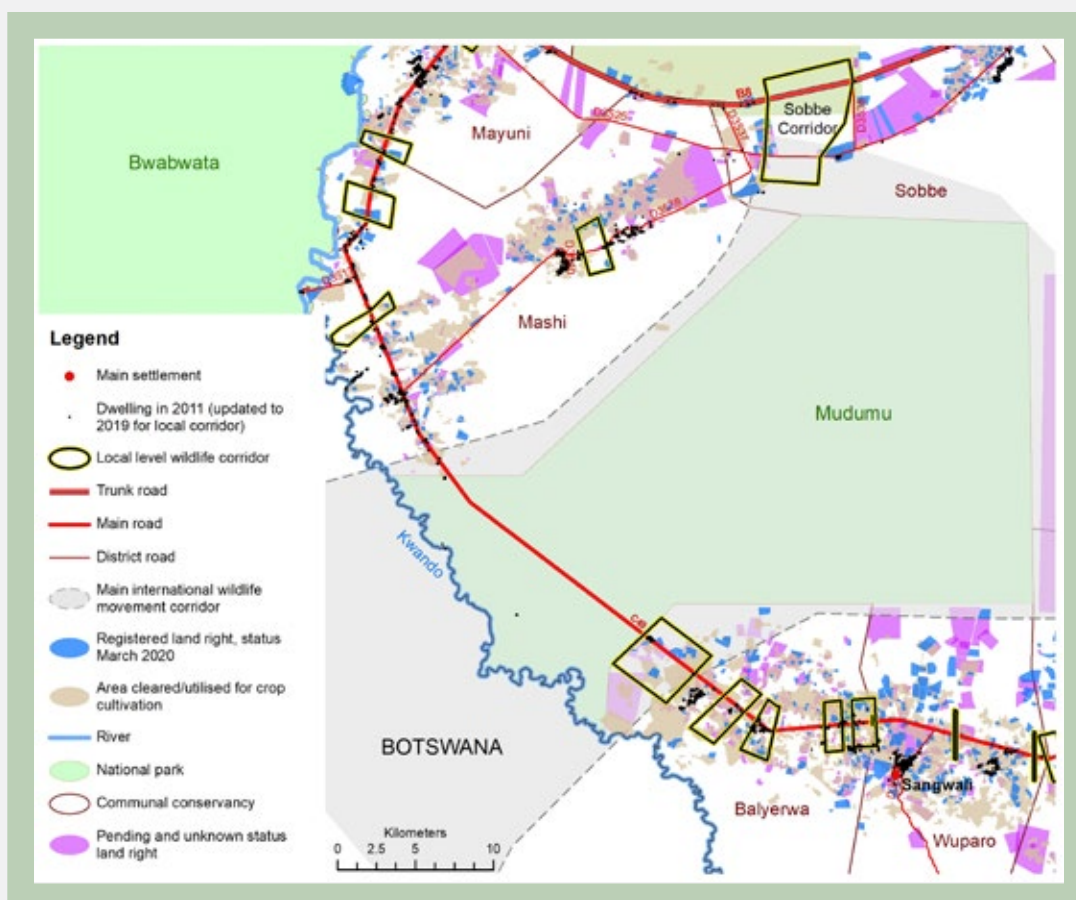 B8
Sobbe
Corridor
D3526
D3537
Mayuni
Bwabwata
Sobbe
D3528
Mashi
Legend
Main settlement
Dwelling in 2011 (updated to
2019 for local corridor)
Mudumu
Local level wildlife corridor
Trunk road
Main road
District road
Kwando
Main international wildlife
movement corridor
C49
Registered land right, status
March 2020
Area cleared/utilised for crop
cultivation
River
BOTSWANA
National park
Sangwali
Communal conservancy
Balyerwa
Kilometers
Wuparo
Pending and unknown status
land right
0 2.5 5 10